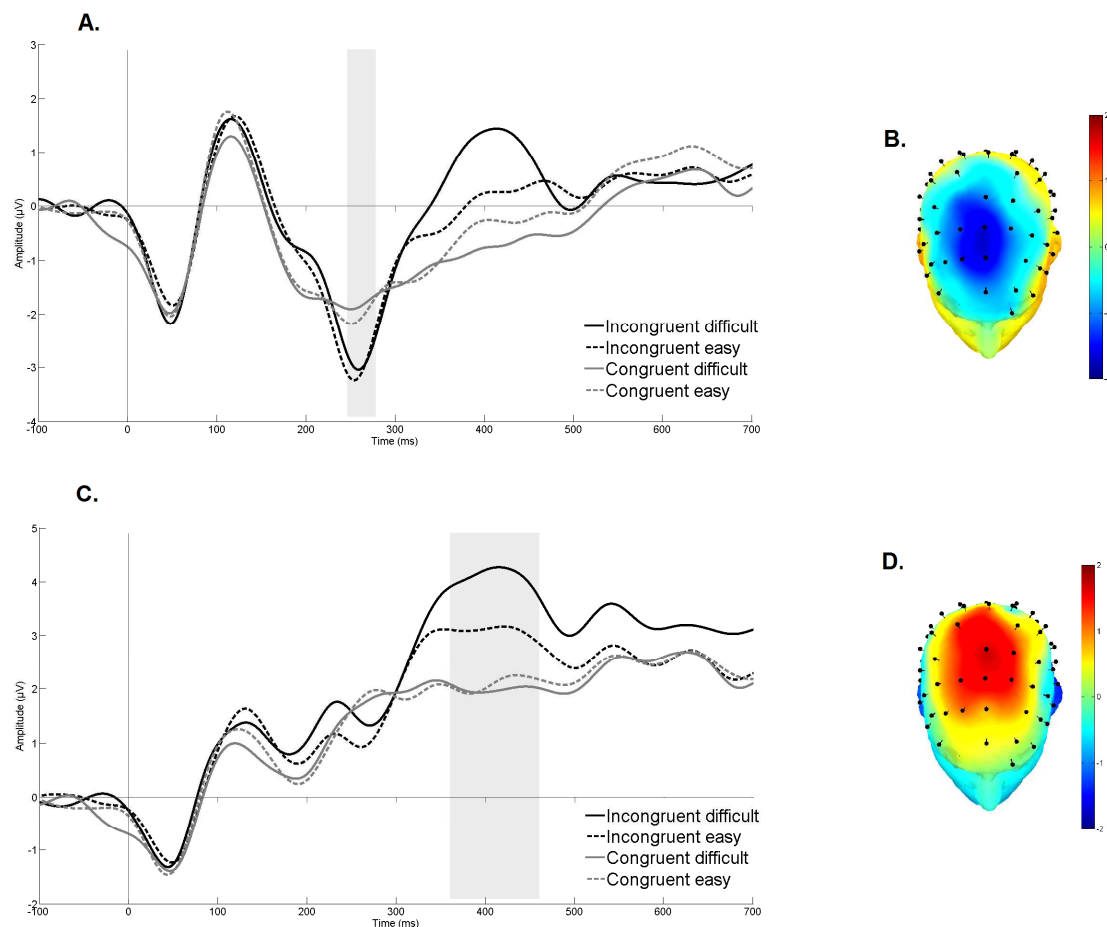 A.
3
2
1
0
-1
-2
-3
-4
Amplitude (µV)
-100 0 100 200 300 400 500 600 700
Time (ms)
Incongruent difficult
Incongruent easy
Congruent difficult
Congruent easy
B.
2
0
C.
5
4
3
2
1
0
-1
-2
Amplitude (µV)
-100 0 100 200 300 400 500 600 700
Time (ms)
Incongruent difficult
Incongruent easy
Congruent difficult
Congruent easy
D.
2
1
0
-1
-2